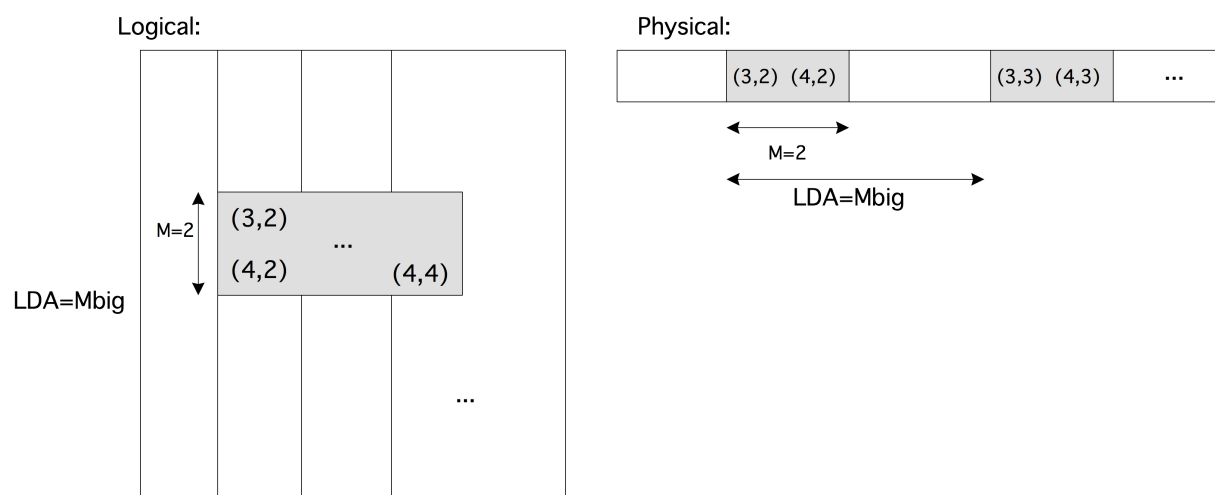 Logical:
M=2
(3,2)
...
(4,2)
(4,4)
LDA=Mbig
...
Physical:
(3,2) (4,2)
(3,3) (4,3)
...
M=2
LDA=Mbig